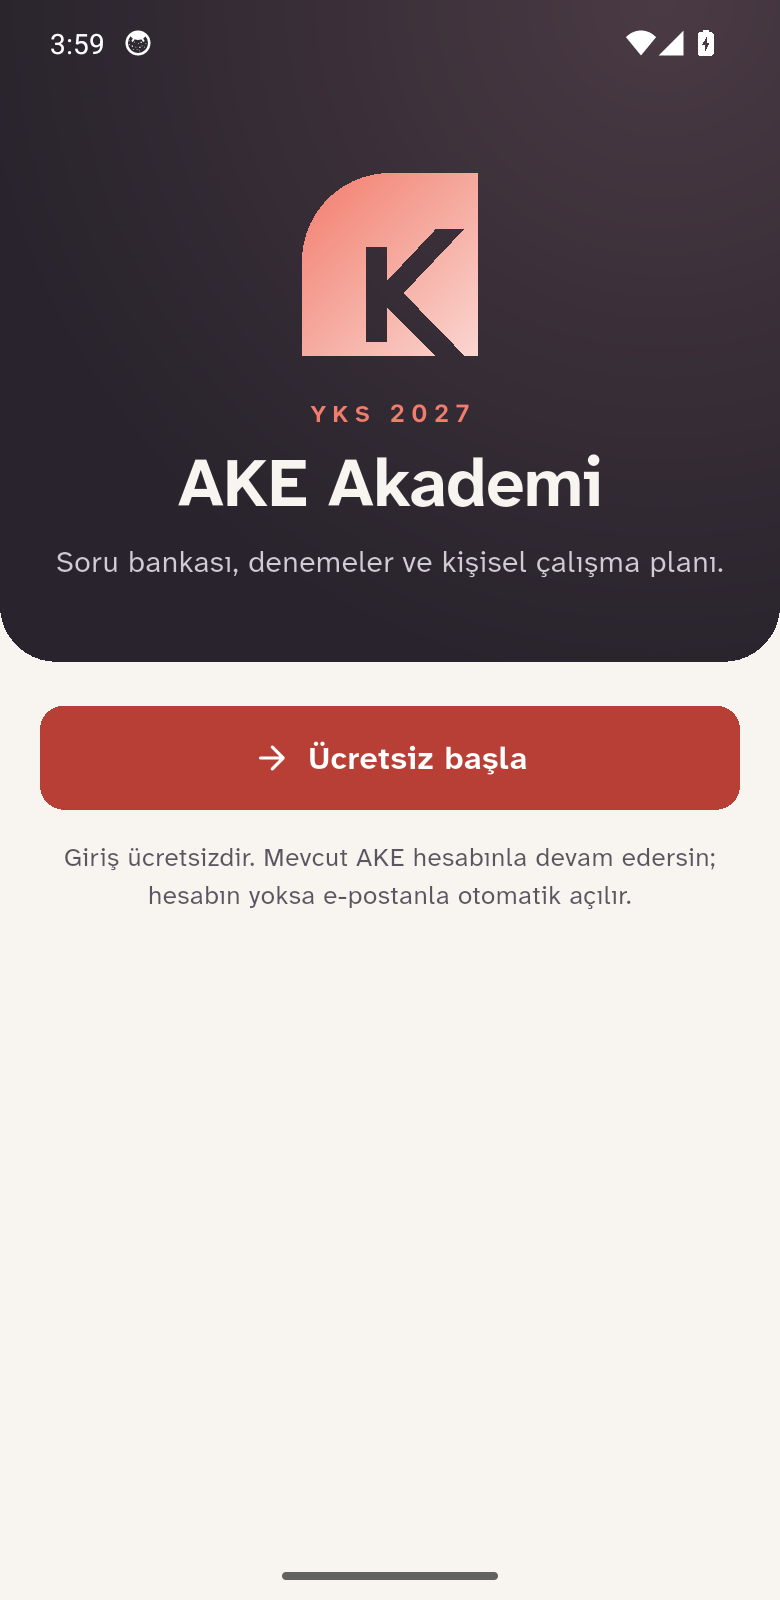 3:59
K
YKS 2027
AKE Akademi
Soru bankası, denemeler ve kişisel çalışma planı.
Ücretsiz başla
Giriş ücretsizdir. Mevcut AKE hesabınla devam edersin;
hesabın yoksa e-postanla otomatik açılır.